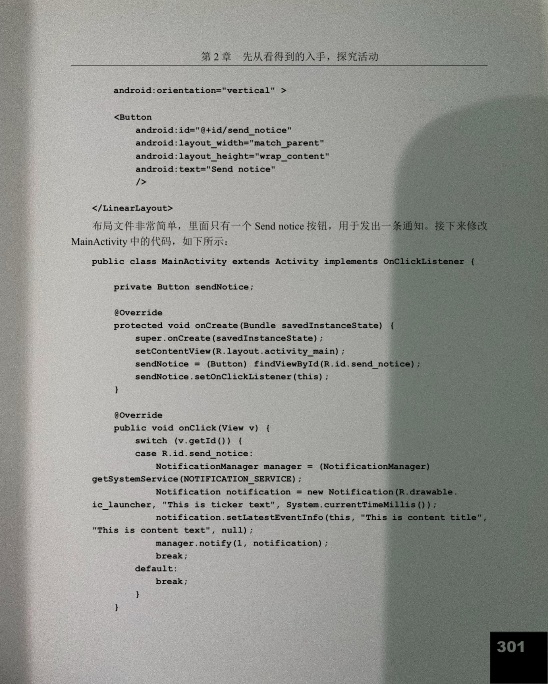 第 2 章 先从看得到的入手，探究活动
android:orientation="vertical" >
<Button
android:id="@+id/send_notice"
android:layout_width="match_parent"
android:layout_height="wrap_content"
android:text="Send notice"
/>
</LinearLayout>
布局文件非常简单，里面只有一个 Send notice 按钮，用于发出一条通知。接下来修改
MainActivity 中的代码，如下所示：
public class MainActivity extends Activity implements OnClickListener {
private Button sendNotice;
@Override
protected void onCreate(Bundle savedInstanceState) {
super.onCreate(savedInstanceState);
setContentView(R.layout.activity_main);
sendNotice = (Button) findViewById(R.id.send_notice);
sendNotice.setOnClickListener(this);
}
@Override
public void onClick(View v) {
switch (v.getId()) {
case R.id.send_notice:
NotificationManager manager = (NotificationManager)
getSystemService(NOTIFICATION_SERVICE);
Notification notification = new Notification(R.drawable.
ic_launcher, "This is ticker text", System.currentTimeMillis());
notification.setLatestEventInfo(this, "This is content title",
"This is content text", null);
manager.notify(1, notification);
break;
default:
break;
}
}
301